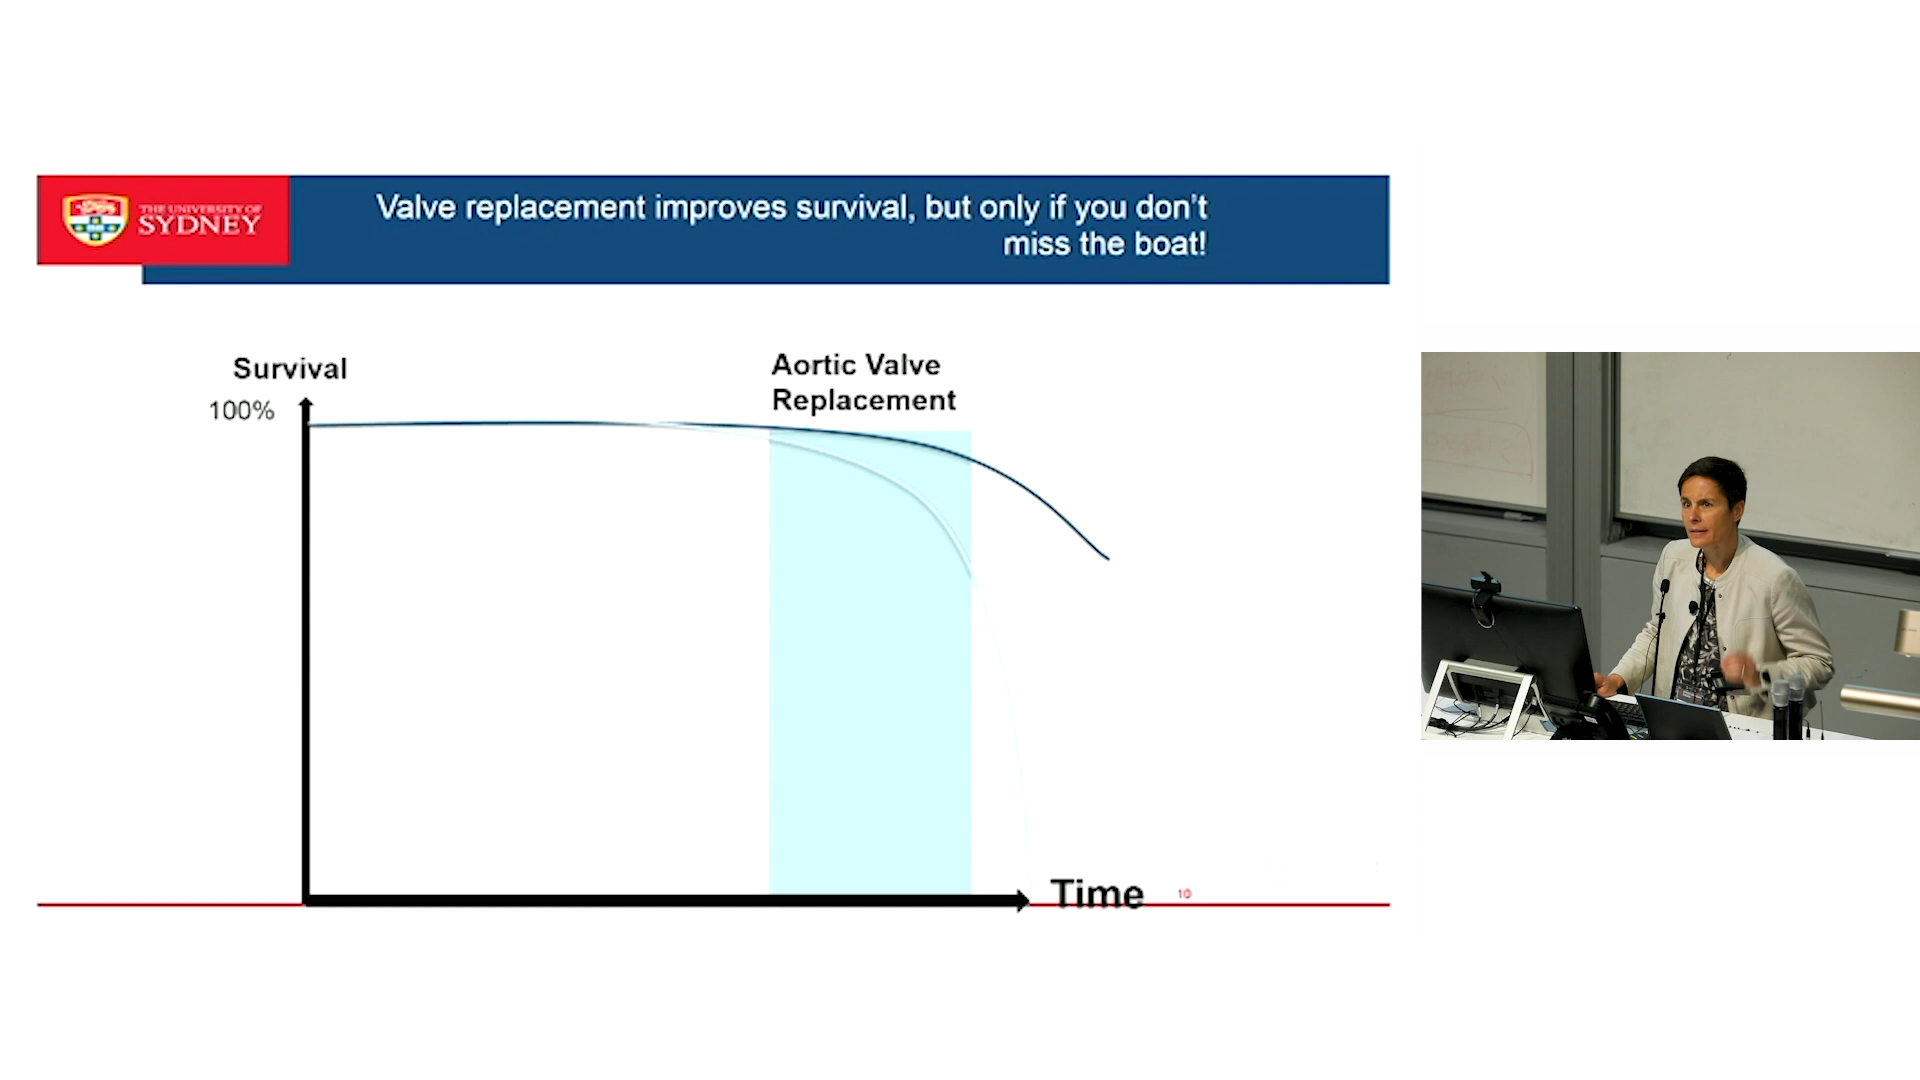 THE UNIVERSITY OF
SYDNEY
Valve replacement improves survival, but only if you don't
miss the boat!
Survival
100%
Aortic Valve
Replacement
Time
10